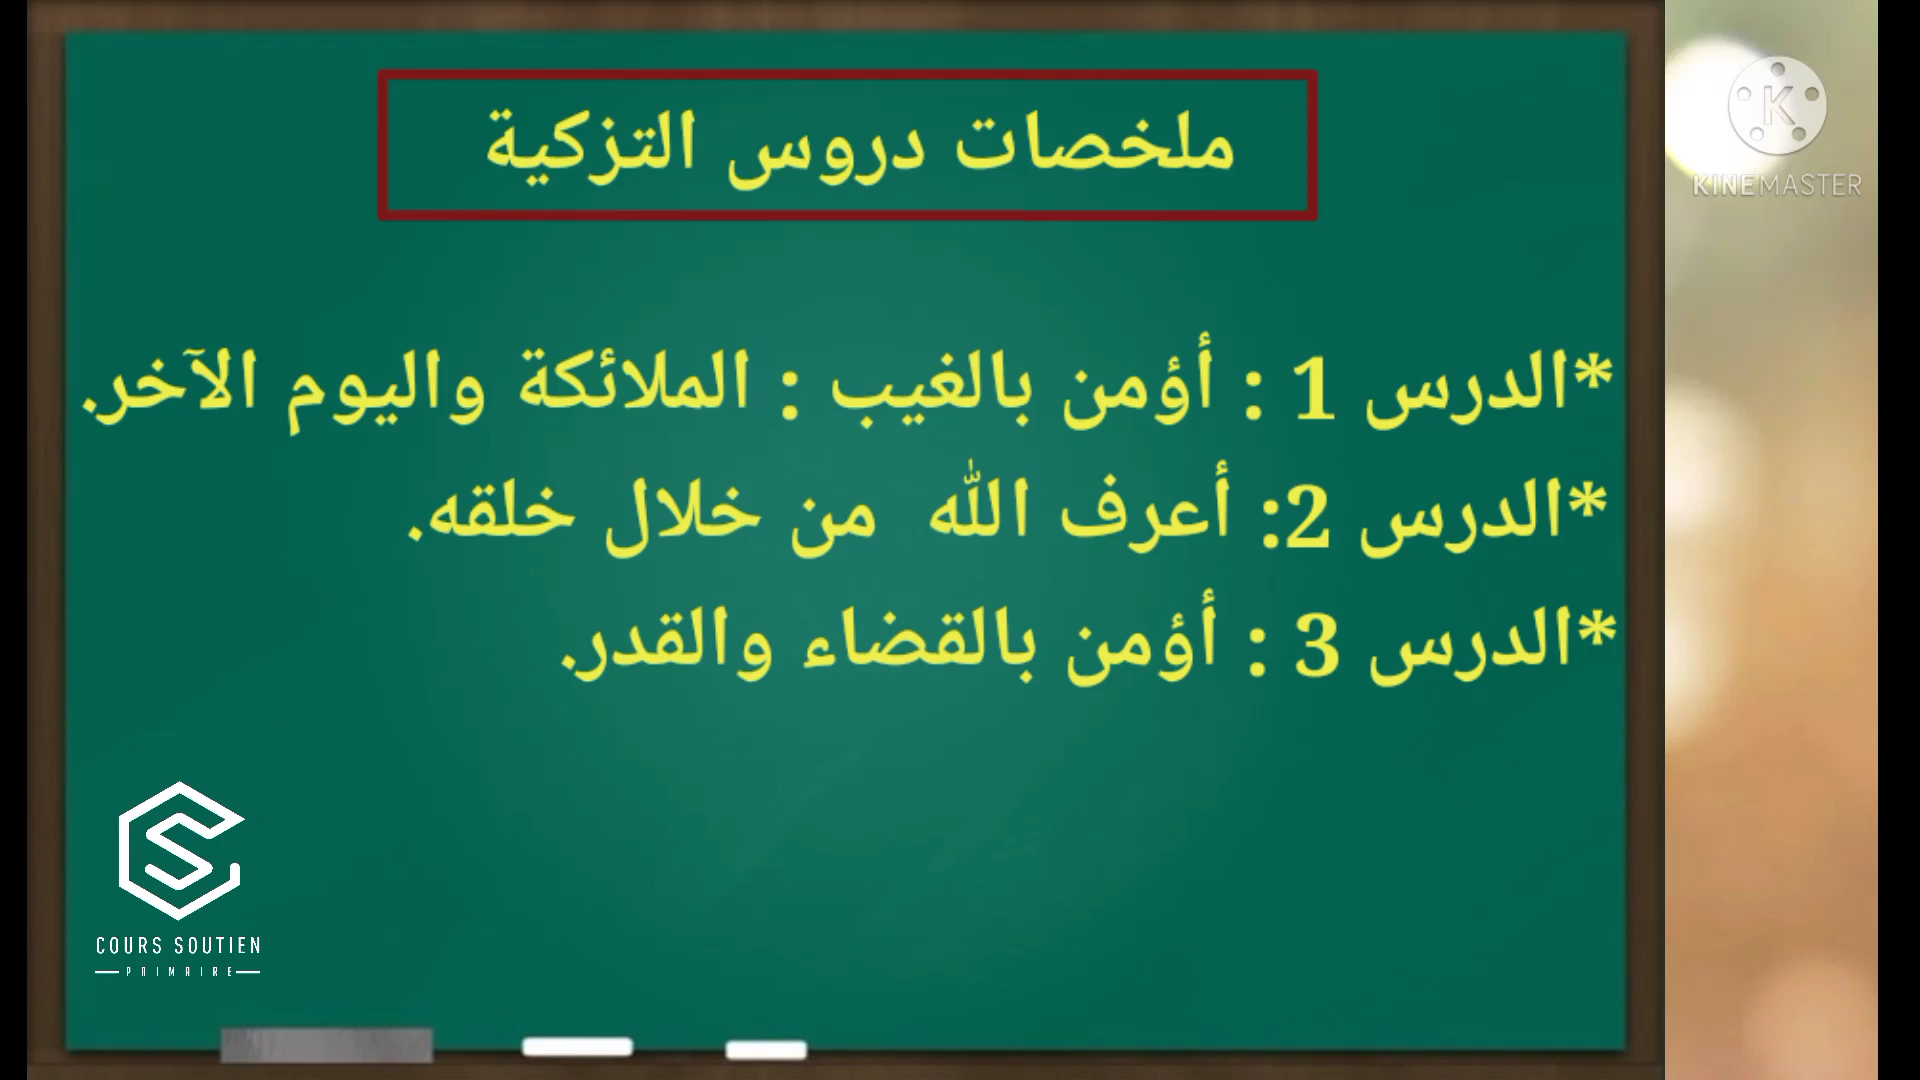 ملخصات دروس التزكية
*الدرس 1 : أؤمن بالغيب : الملائكة واليوم الآخر.
*الدرس 2: أعرف الله من خلال خلقه.
*الدرس 3 : أؤمن بالقضاء والقدر.
K
KINEMASTER
COURS SOUTIEN
PRIMAIRE